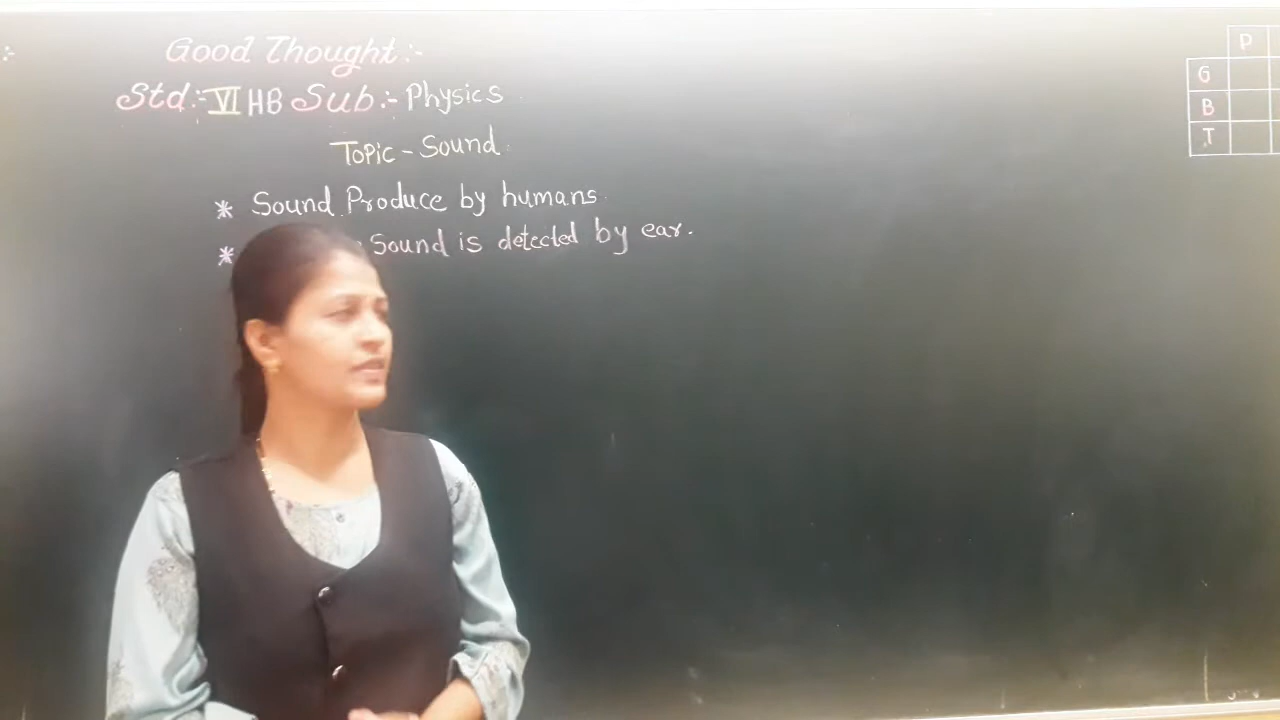 Good Thought :-
Std:- VI HB Sub:- Physics
Topic - Sound
* Sound Produce by humans.
* Sound is detected by ear.
P
G
B
T